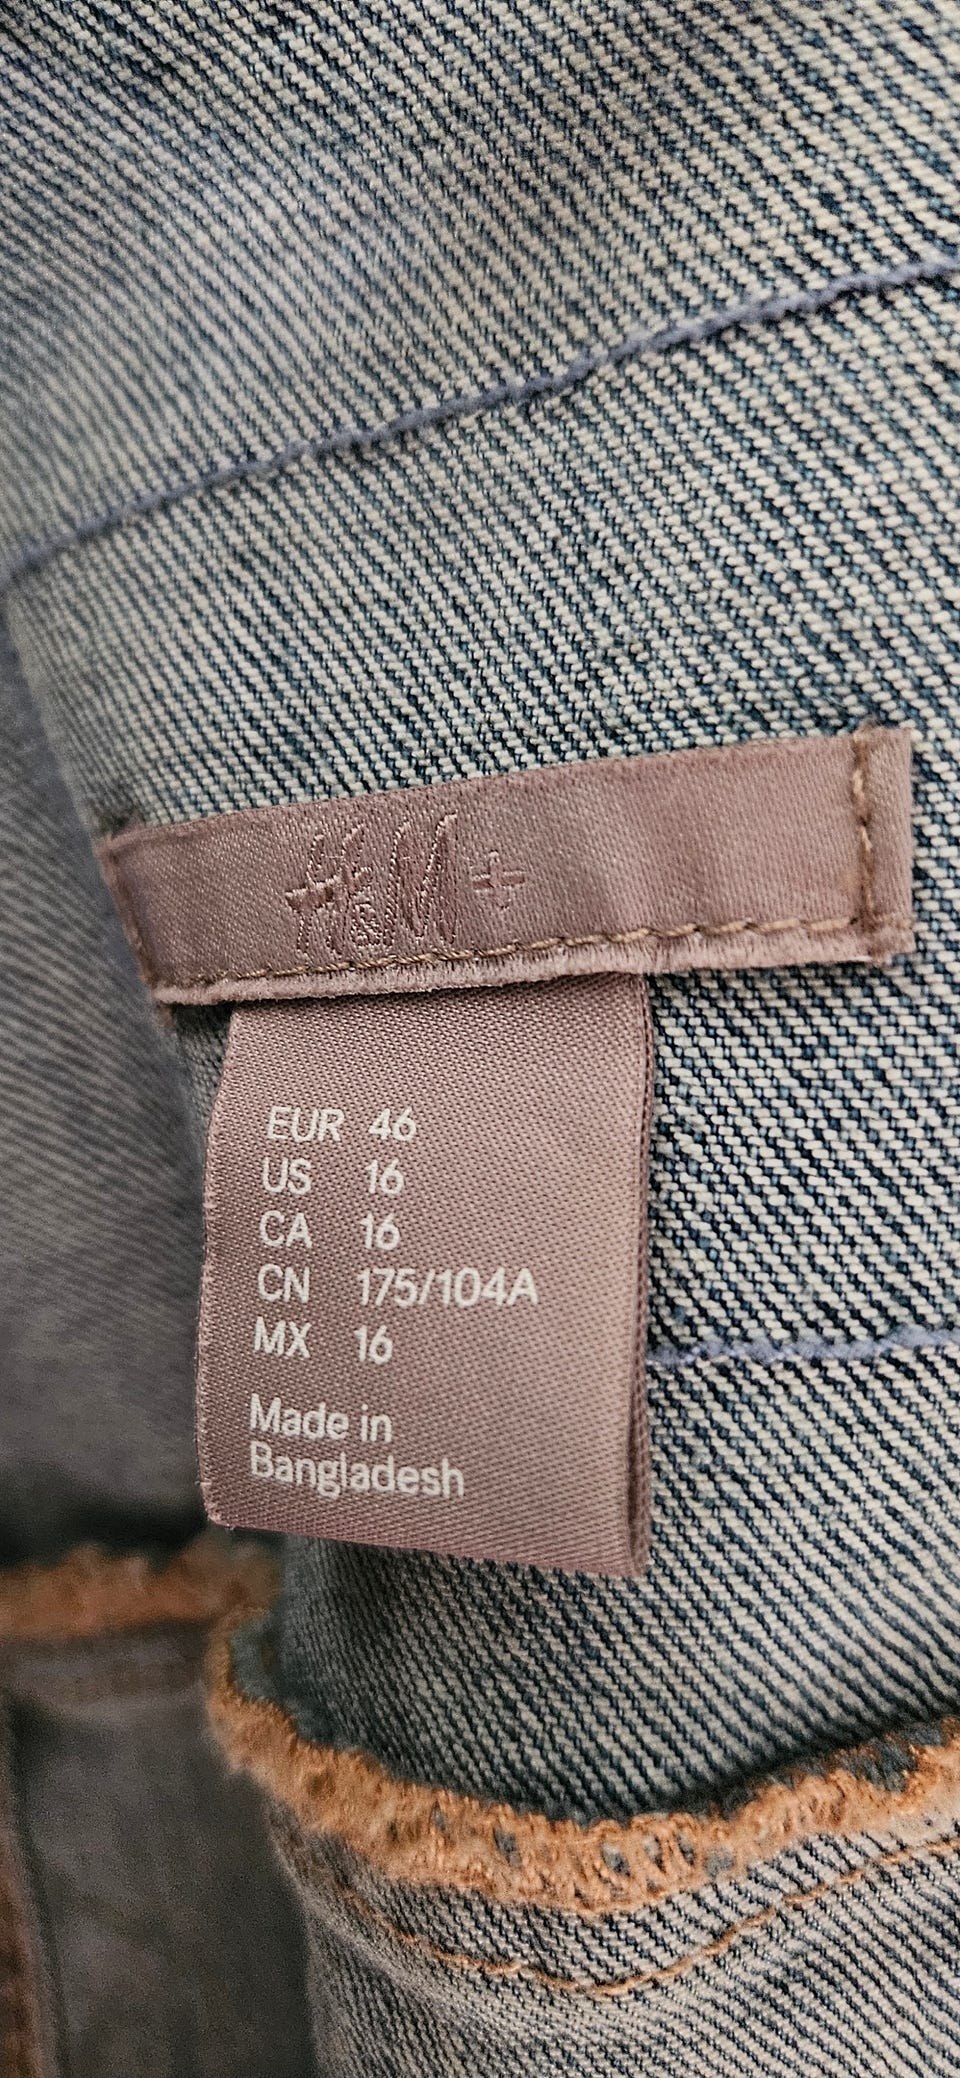 H&M+
EUR 46
US 16
CA 16
CN 175/104A
MX 16
Made in
Bangladesh